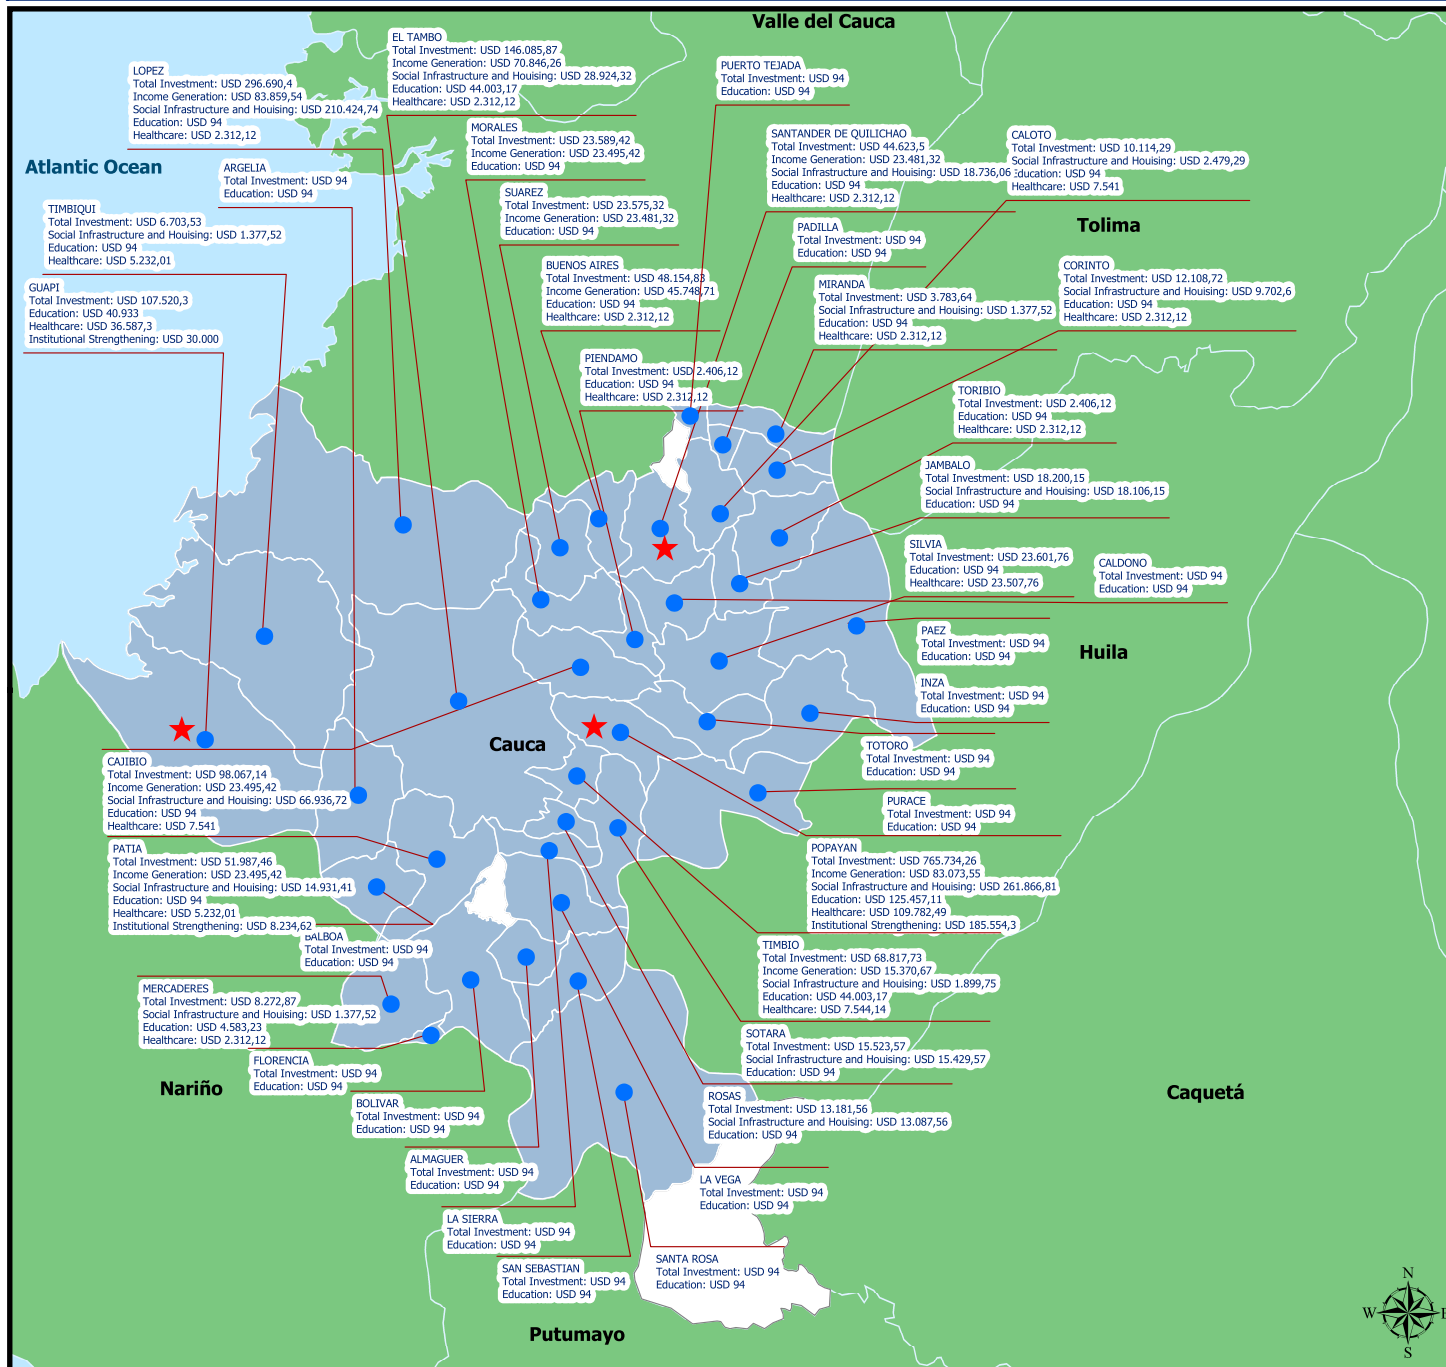 Valle del Cauca
EL TAMBO
Total Investment: USD 146.085,87
Income Generation: USD 70.846,26
Social Infrastructure and Houising: USD 28.924,32
Education: USD 44.003,17
Healthcare: USD 2.312,12
LOPEZ
Total Investment: USD 296.690,4
Income Generation: USD 83.859,54
Social Infrastructure and Housing: USD 210.424,74
Education: USD 94
Healthcare: USD 2.312,12
PUERTO TEJADA
Total Investment: USD 94
Education: USD 94
MORALES
Total Investment: USD 23.589,42
Income Generation: USD 23.495,42
Education: USD 94
SANTANDER DE QUILICHAO
Total Investment: USD 44.623,5
Income Generation: USD 23.481,32
Social Infrastructure and Houising: USD 18.736,06
Education: USD 94
Healthcare: USD 2.312,12
CALOTO
Total Investment: USD 10.114,29
Social Infrastructure and Houising: USD 2.479,29
Education: USD 94
Healthcare: USD 7.541
Atlantic Ocean
ARGELIA
Total Investment: USD 94
Education: USD 94
SUAREZ
Total Investment: USD 23.575,32
Income Generation: USD 23.481,32
Education: USD 94
TIMBIQUI
Total Investment: USD 6.703,53
Social Infrastructure and Houising: USD 1.377,52
Education: USD 94
Healthcare: USD 5.232,01
Tolima
PADILLA
Total Investment: USD 94
Education: USD 94
BUENOS AIRES
Total Investment: USD 48.154,83
Income Generation: USD 45.748,71
Education: USD 94
Healthcare: USD 2.312,12
CORINTO
Total Investment: USD 12.108,72
Social Infrastructure and Houising: USD 9.702,6
Education: USD 94
Healthcare: USD 2.312,12
MIRANDA
Total Investment: USD 3.783,64
Social Infrastructure and Houising: USD 1.377,52
Education: USD 94
Healthcare: USD 2.312,12
GUAPI
Total Investment: USD 107.520,3
Education: USD 40.933
Healthcare: USD 36.587,3
Institutional Strengthening: USD 30.000
PIENDAMO
Total Investment: USD 2.406,12
Education: USD 94
Healthcare: USD 2.312,12
TORIBIO
Total Investment: USD 2.406,12
Education: USD 94
Healthcare: USD 2.312,12
JAMBALO
Total Investment: USD 18.200,15
Social Infrastructure and Houising: USD 18.106,15
Education: USD 94
SILVIA
Total Investment: USD 23.601,76
Education: USD 94
Healthcare: USD 23.507,76
CALDONO
Total Investment: USD 94
Education: USD 94
PAEZ
Total Investment: USD 94
Education: USD 94
Huila
INZA
Total Investment: USD 94
Education: USD 94
Cauca
TOTORO
Total Investment: USD 94
Education: USD 94
CAJIBIO
Total Investment: USD 98.067,14
Income Generation: USD 23.495,42
Social Infrastructure and Houising: USD 66.936,72
Education: USD 94
Healthcare: USD 7.541
PURACE
Total Investment: USD 94
Education: USD 94
PATIA
Total Investment: USD 51.987,46
Income Generation: USD 23.495,42
Social Infrastructure and Houising: USD 14.931,41
Education: USD 94
Healthcare: USD 5.232,01
Institutional Strengthening: USD 8.234,62
POPAYAN
Total Investment: USD 765.734,26
Income Generation: USD 83.073,55
Social Infrastructure and Houising: USD 261.866,81
Education: USD 125.457,11
Healthcare: USD 109.782,49
Institutional Strengthening: USD 185.554,3
BALBOA
Total Investment: USD 94
Education: USD 94
TIMBIO
Total Investment: USD 68.817,73
Income Generation: USD 15.370,67
Social Infrastructure and Houising: USD 1.899,75
Education: USD 44.003,17
Healthcare: USD 7.544,14
MERCADERES
Total Investment: USD 8.272,87
Social Infrastructure and Houising: USD 1.377,52
Education: USD 4.583,23
Healthcare: USD 2.312,12
SOTARA
Total Investment: USD 15.523,57
Social Infrastructure and Houising: USD 15.429,57
Education: USD 94
FLORENCIA
Total Investment: USD 94
Education: USD 94
Nariño
Caquetá
BOLIVAR
Total Investment: USD 94
Education: USD 94
ROSAS
Total Investment: USD 13.181,56
Social Infrastructure and Houising: USD 13.087,56
Education: USD 94
ALMAGUER
Total Investment: USD 94
Education: USD 94
LA VEGA
Total Investment: USD 94
Education: USD 94
LA SIERRA
Total Investment: USD 94
Education: USD 94
SANTA ROSA
Total Investment: USD 94
Education: USD 94
SAN SEBASTIAN
Total Investment: USD 94
Education: USD 94
Putumayo
N
W E
S